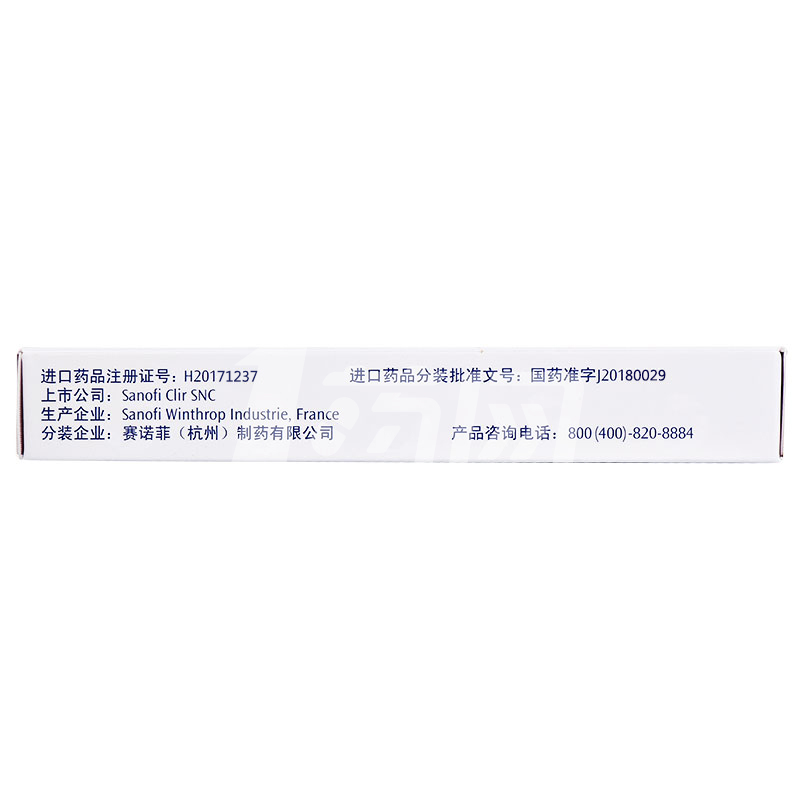 进口药品注册证号：H20171237 进口药品分装批准文号：国药准字J20180029
上市公司：Sanofi Clir SNC
生产企业：Sanofi Winthrop Industrie, France
分装企业：赛诺菲（杭州）制药有限公司 产品咨询电话：800 (400)-820-8884
1药网